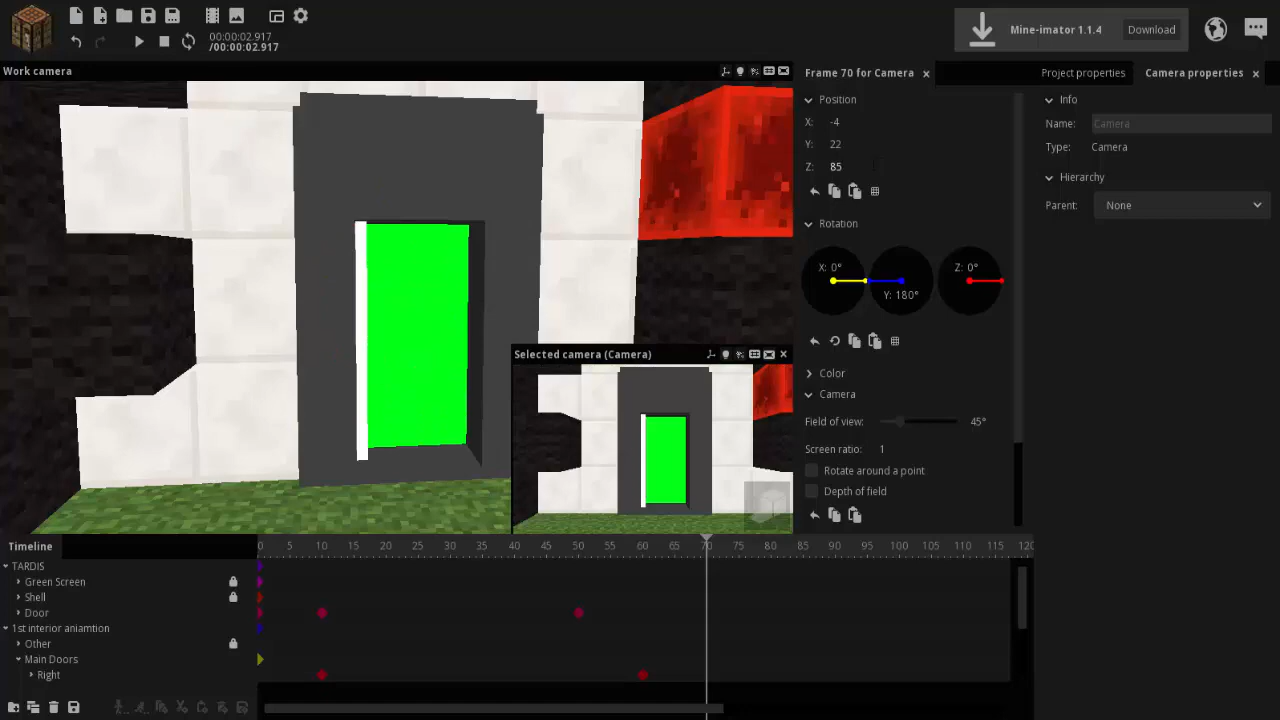 00:00:02.917
/00:00:02.917
Mine-imator 1.1.4
Download
Work camera
Frame 70 for Camera
Project properties
Camera properties
Position
X: -4
Y: 22
Z: 85
Rotation
X: 0°
Y: 180°
Z: 0°
Color
Camera
Field of view: 45°
Screen ratio: 1
Rotate around a point
Depth of field
Info
Name: Camera
Type: Camera
Hierarchy
Parent: None
Selected camera (Camera)
Timeline
0 5 10 15 20 25 30 35 40 45 50 55 60 65 70 75 80 85 90 95 100 105 110 115 120
TARDIS
Green Screen
Shell
Door
1st interior aniamtion
Other
Main Doors
Right